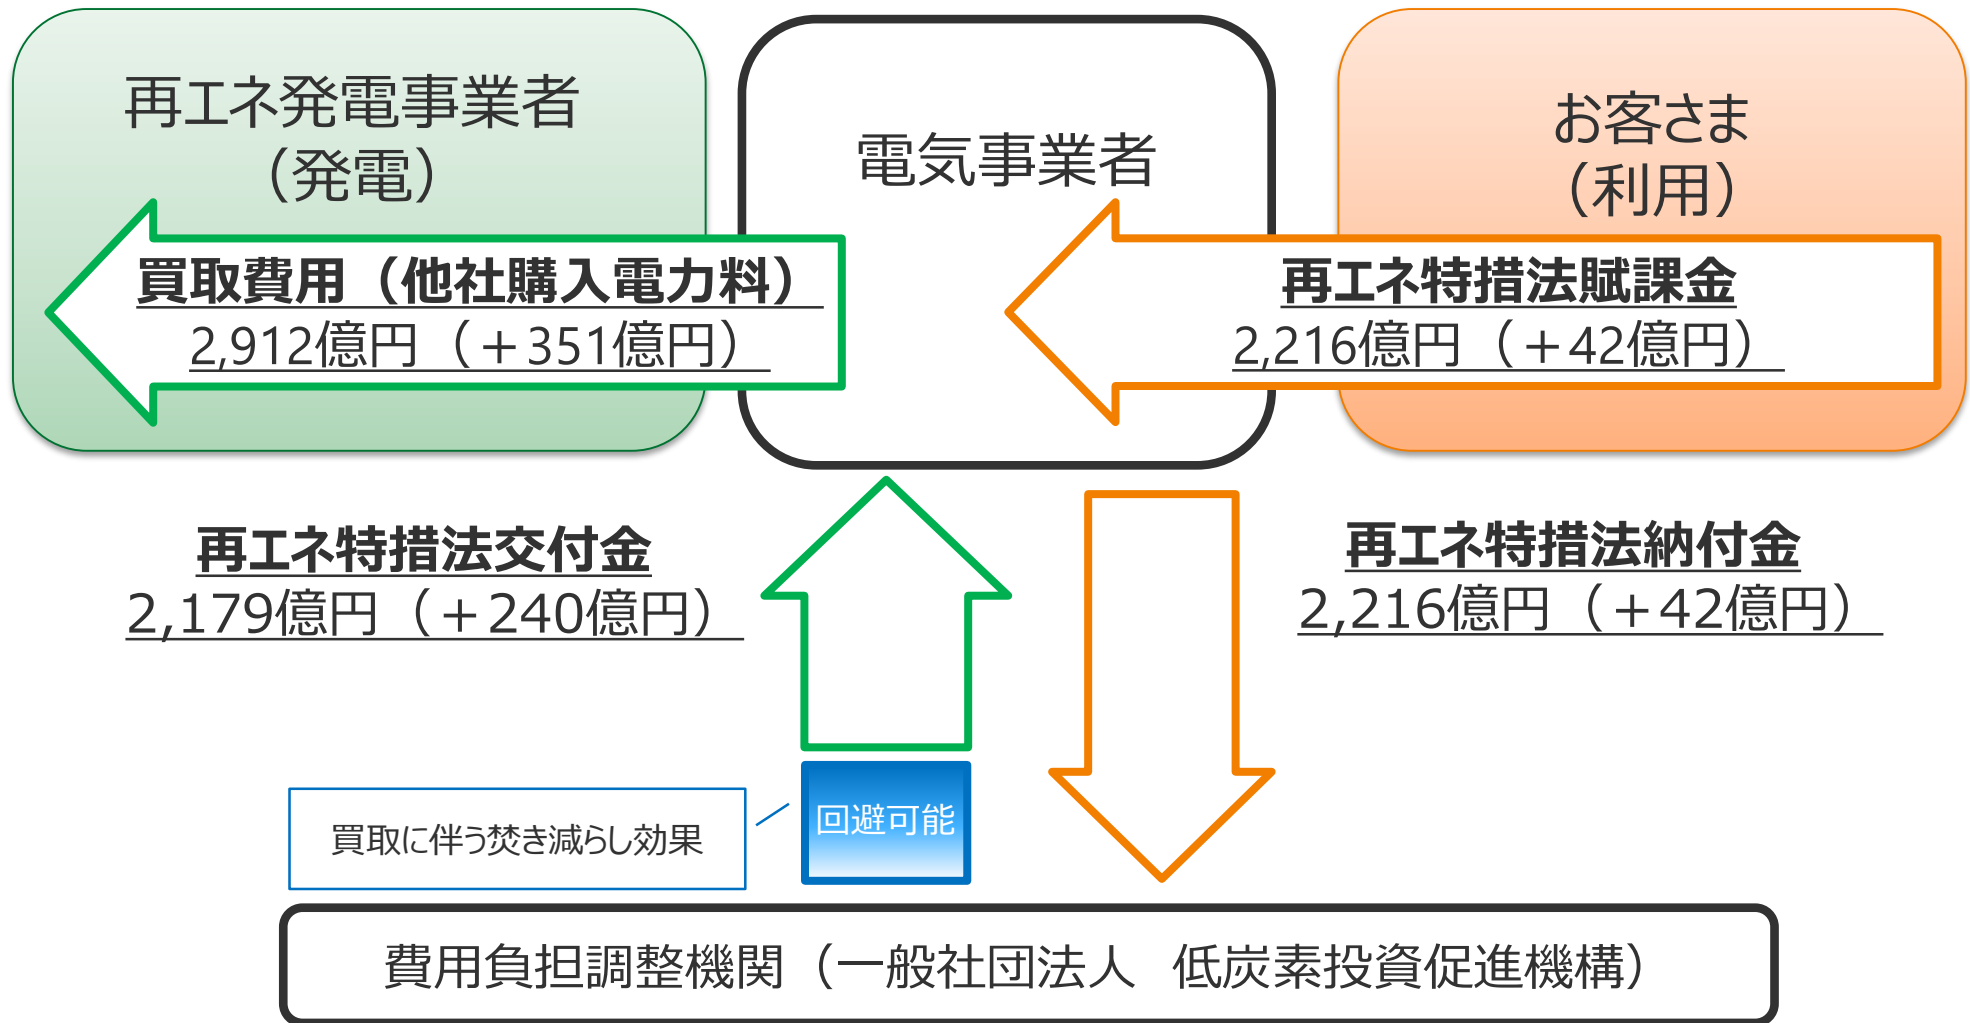 再エネ発電事業者
（発電）
電気事業者
お客さま
（利用）
買取費用（他社購入電力料）
2,912億円（＋351億円）
再エネ特措法賦課金
2,216億円（＋42億円）
再エネ特措法交付金
2,179億円（＋240億円）
再エネ特措法納付金
2,216億円（＋42億円）
買取に伴う焚き減らし効果
回避可能
費用負担調整機関（一般社団法人　低炭素投資促進機構）